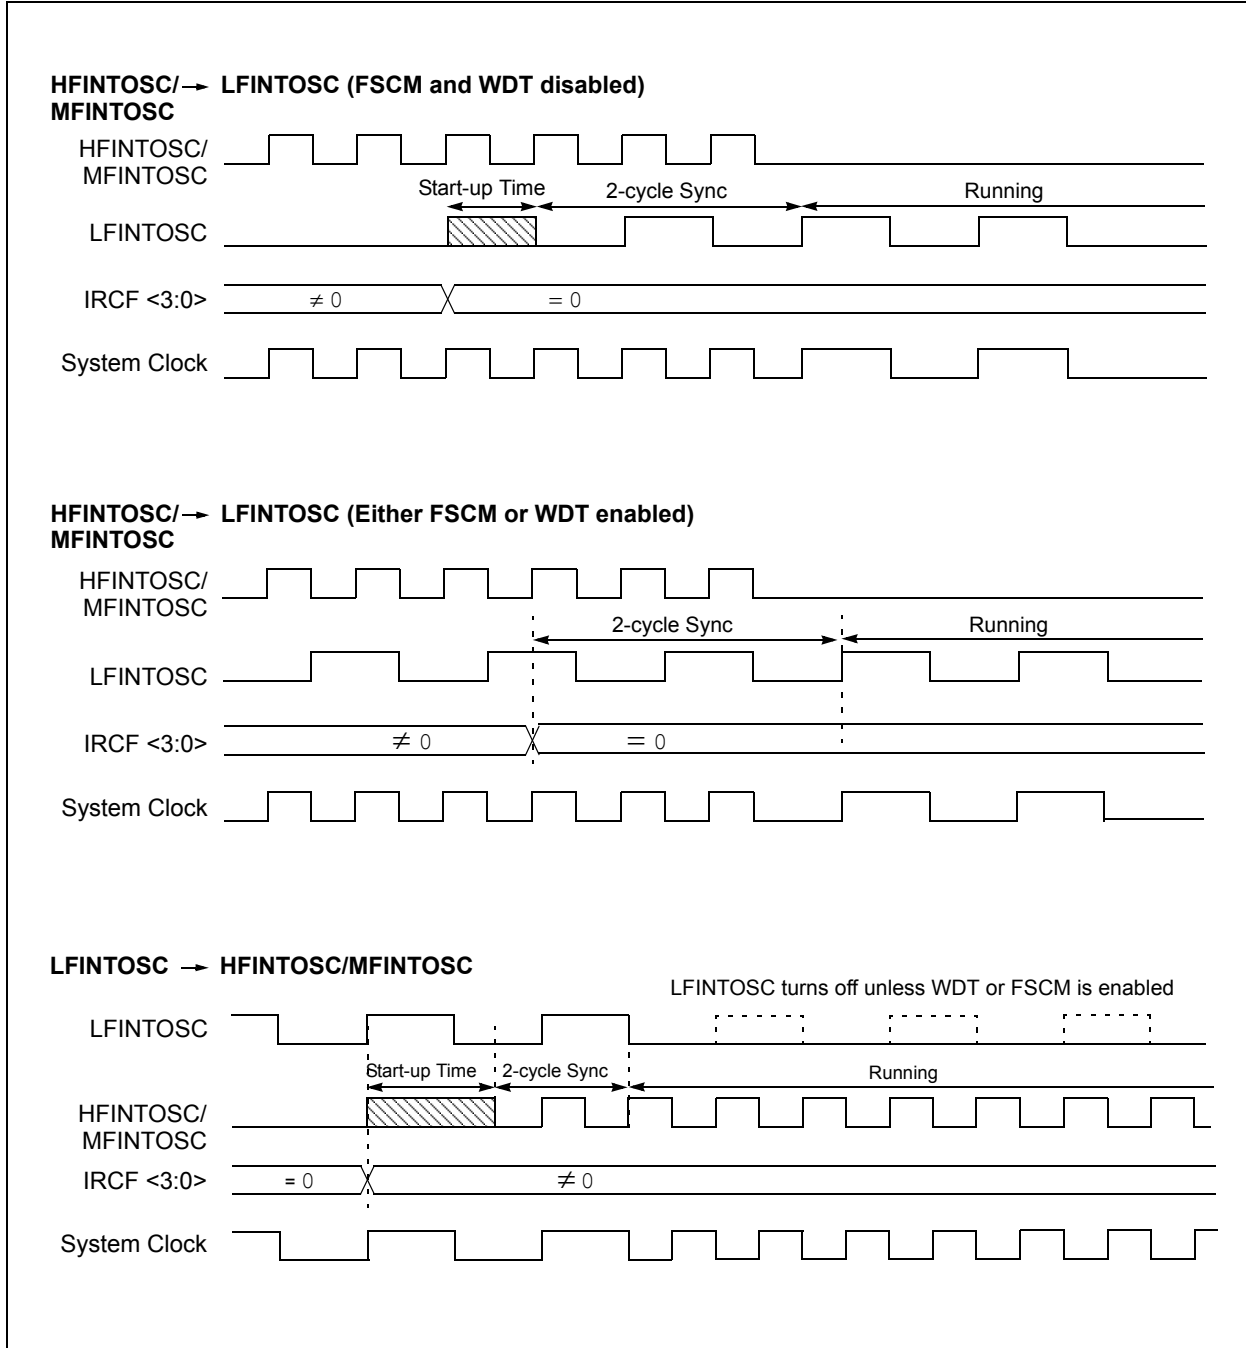 HFINTOSC/→ LFINTOSC (FSCM and WDT disabled)
MFINTOSC
HFINTOSC/
MFINTOSC
Start-up Time 2-cycle Sync Running
LFINTOSC
IRCF <3:0> ≠ 0 = 0
System Clock
HFINTOSC/→ LFINTOSC (Either FSCM or WDT enabled)
MFINTOSC
HFINTOSC/
MFINTOSC
2-cycle Sync Running
LFINTOSC
IRCF <3:0> ≠ 0 = 0
System Clock
LFINTOSC → HFINTOSC/MFINTOSC
LFINTOSC turns off unless WDT or FSCM is enabled
LFINTOSC
Start-up Time 2-cycle Sync Running
HFINTOSC/
MFINTOSC
IRCF <3:0> = 0 ≠ 0
System Clock